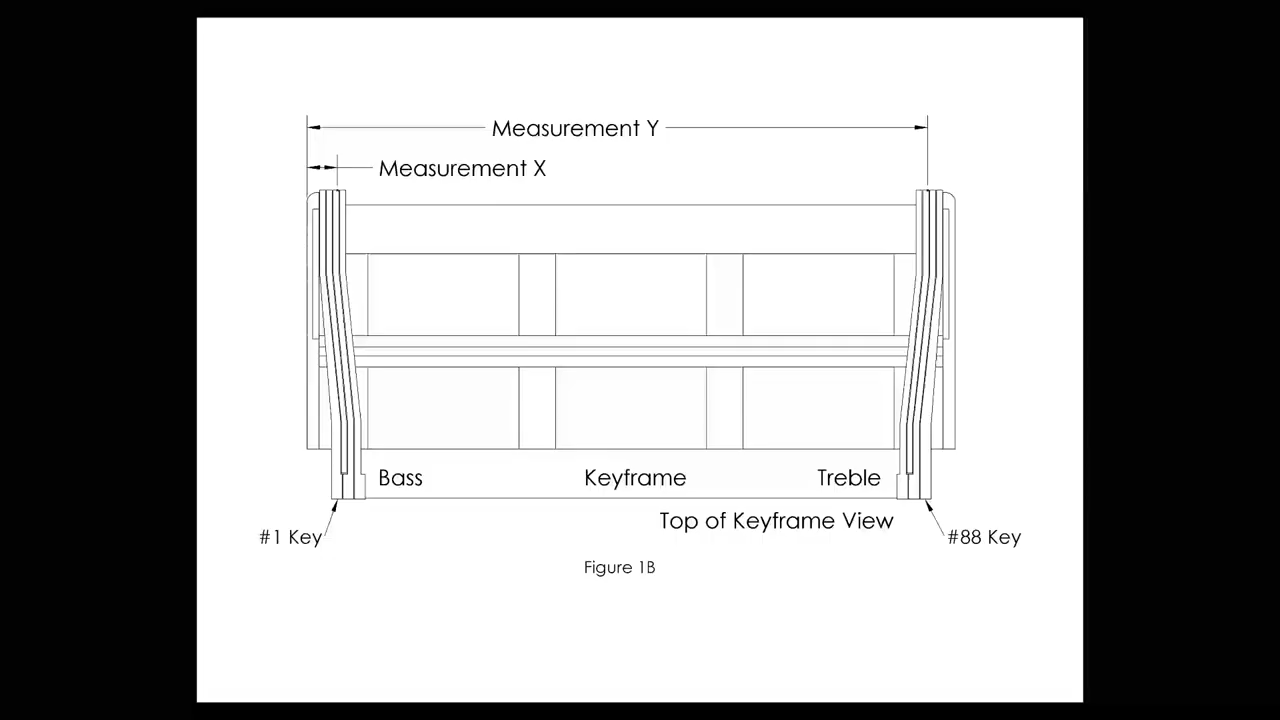 Measurement Y
Measurement X
Bass
Keyframe
Treble
Top of Keyframe View
#1 Key
#88 Key
Figure 1B